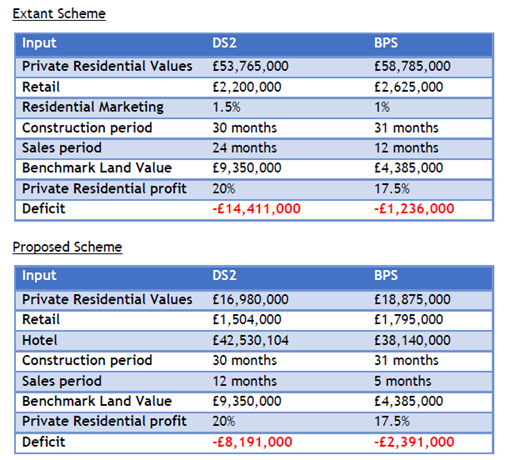 Extant Scheme
Input DS2 BPS
Private Residential Values £53,765,000 £58,785,000
Retail £2,200,000 £2,625,000
Residential Marketing 1.5% 1%
Construction period 30 months 31 months
Sales period 24 months 12 months
Benchmark Land Value £9,350,000 £4,385,000
Private Residential profit 20% 17.5%
Deficit -£14,411,000 -£1,236,000
Proposed Scheme
Input DS2 BPS
Private Residential Values £16,980,000 £18,875,000
Retail £1,504,000 £1,795,000
Hotel £42,530,104 £38,140,000
Construction period 30 months 31 months
Sales period 12 months 5 months
Benchmark Land Value £9,350,000 £4,385,000
Private Residential profit 20% 17.5%
Deficit -£8,191,000 -£2,391,000